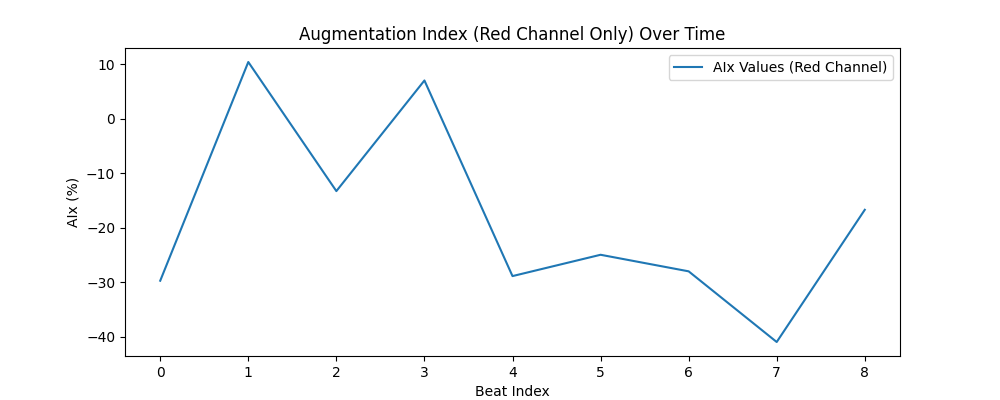 Augmentation Index (Red Channel Only) Over Time
AIx Values (Red Channel)
10
0
−10
−20
−30
−40
AIx (%)
0 1 2 3 4 5 6 7 8
Beat Index